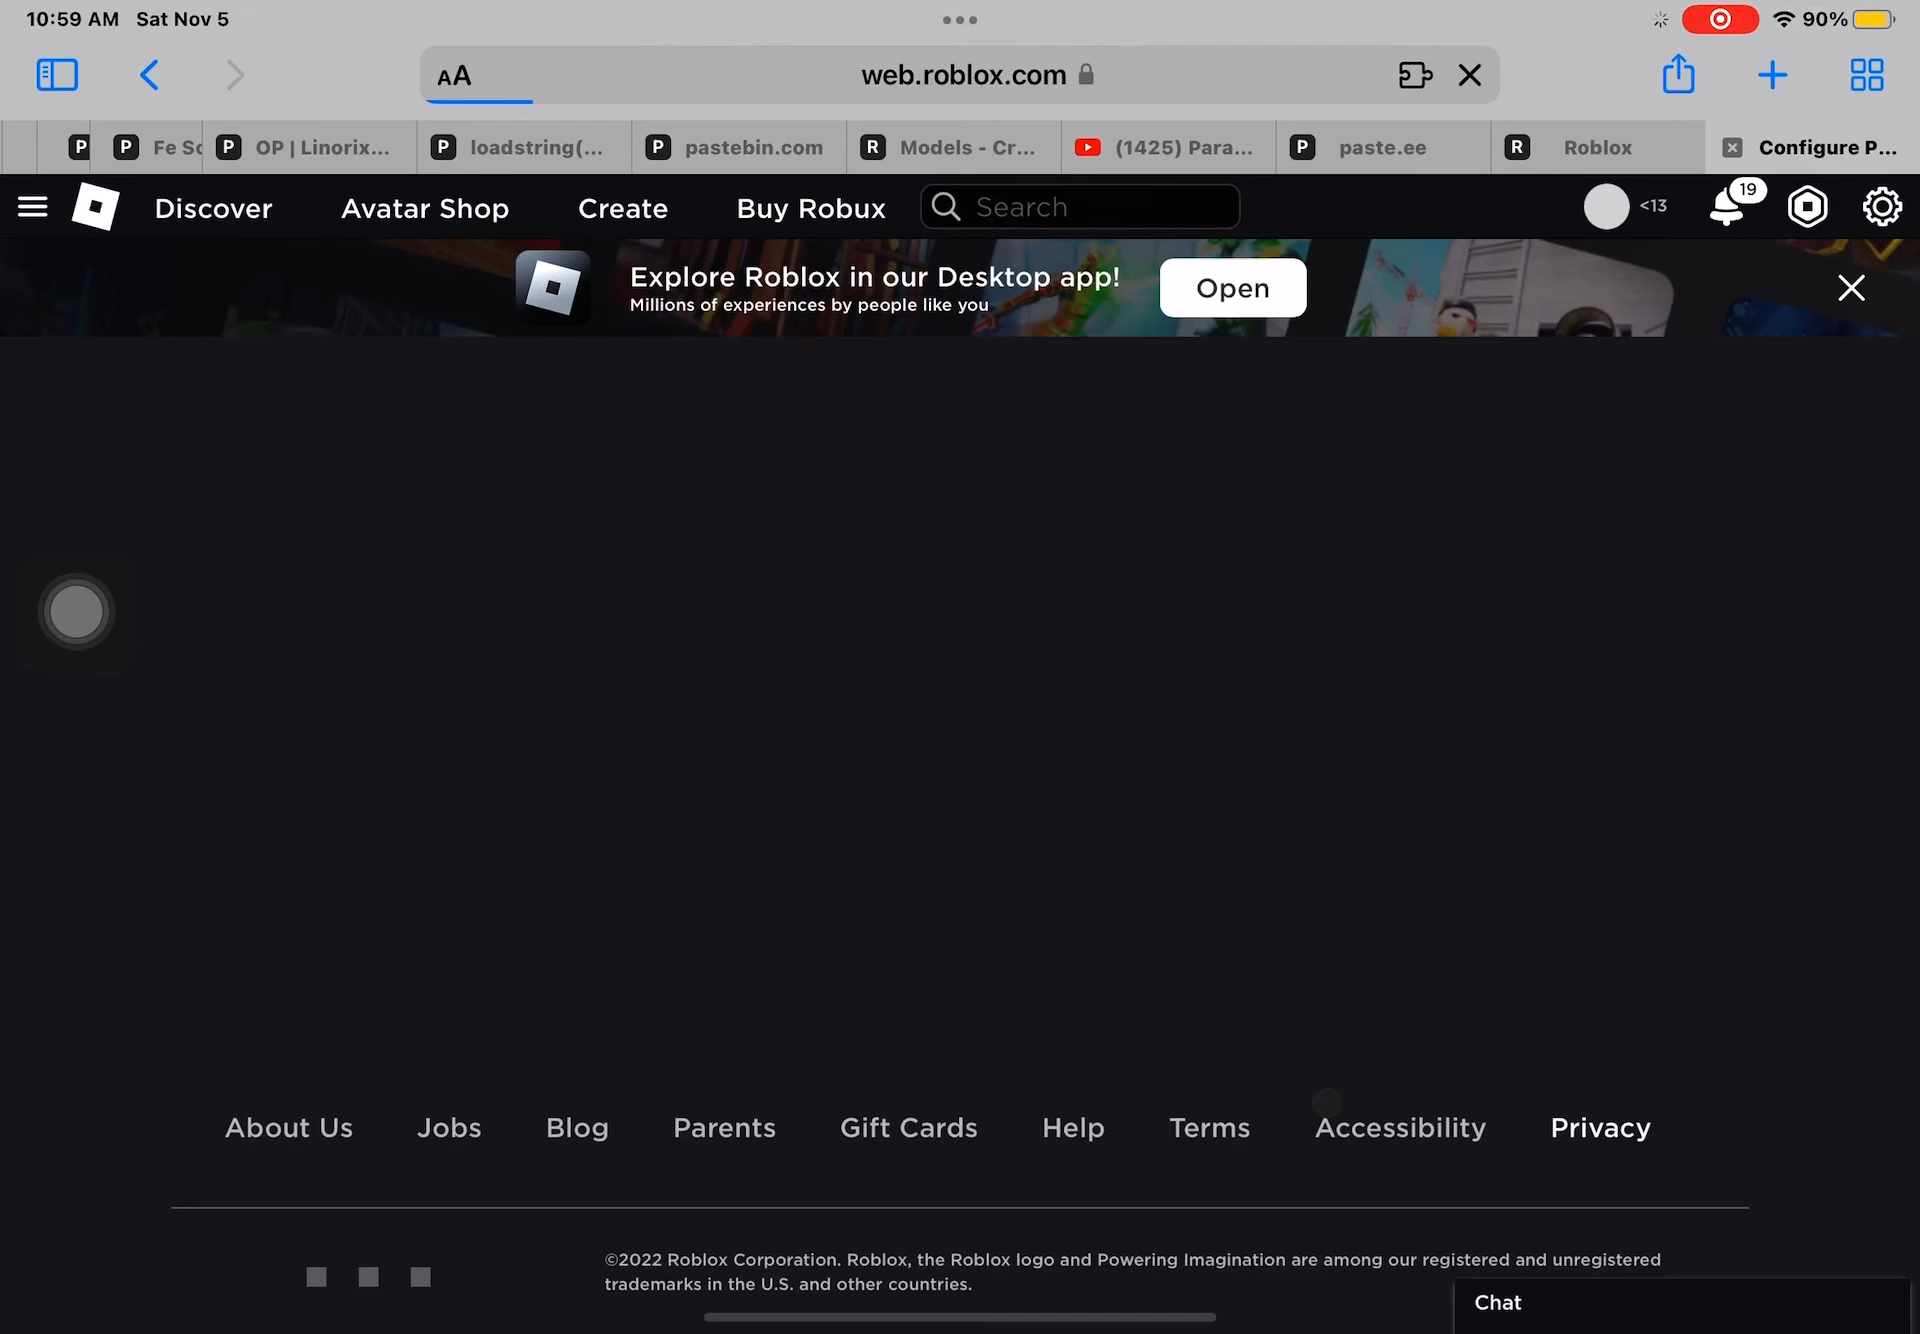 10:59 AM Sat Nov 5
90%
AA
web.roblox.com
P
P Fe Sc
P OP | Linorix...
P loadstring(...
P pastebin.com
R Models - Cr...
(1425) Para...
P paste.ee
R Roblox
Configure P...
Discover
Avatar Shop
Create
Buy Robux
Search
<13
19
Explore Roblox in our Desktop app!
Millions of experiences by people like you
Open
About Us
Jobs
Blog
Parents
Gift Cards
Help
Terms
Accessibility
Privacy
©2022 Roblox Corporation. Roblox, the Roblox logo and Powering Imagination are among our registered and unregistered
trademarks in the U.S. and other countries.
Chat